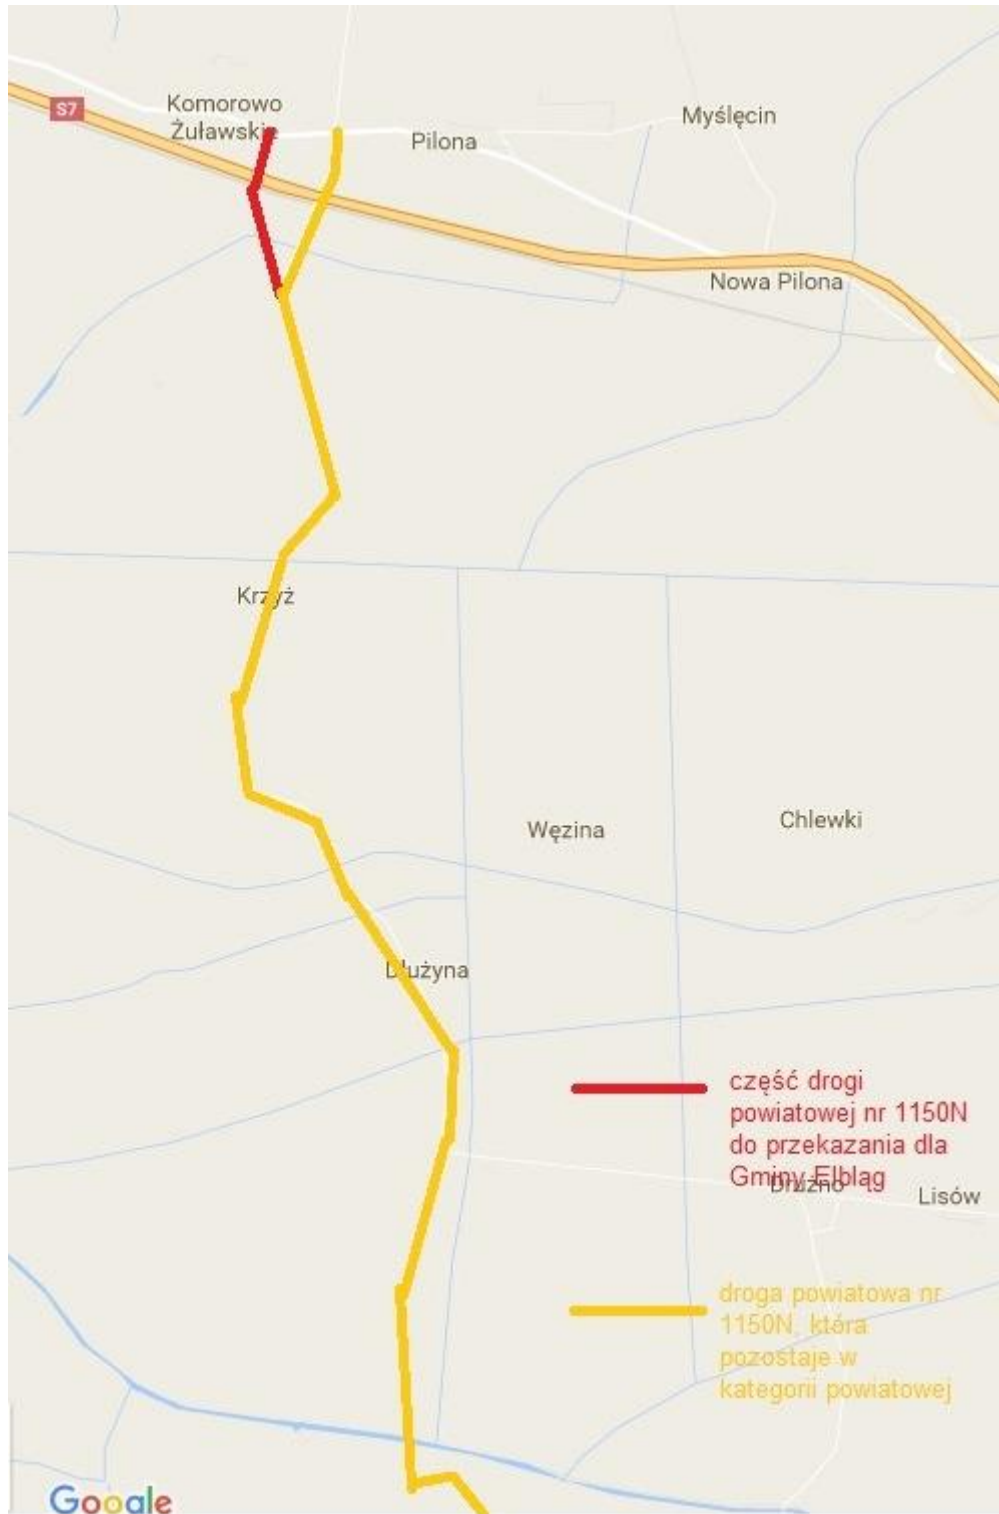 Komorowo
Żuławskie
S7
Myślęcin
Pilona
Nowa Pilona
Krzyż
Chlewki
Węzina
Dłużyna
część drogi
powiatowej nr 1150N
do przekazania dla
Gminy Elbląg
Drużno
Lisów
droga powiatowa nr
1150N, która
pozostaje w
kategorii powiatowej
Google